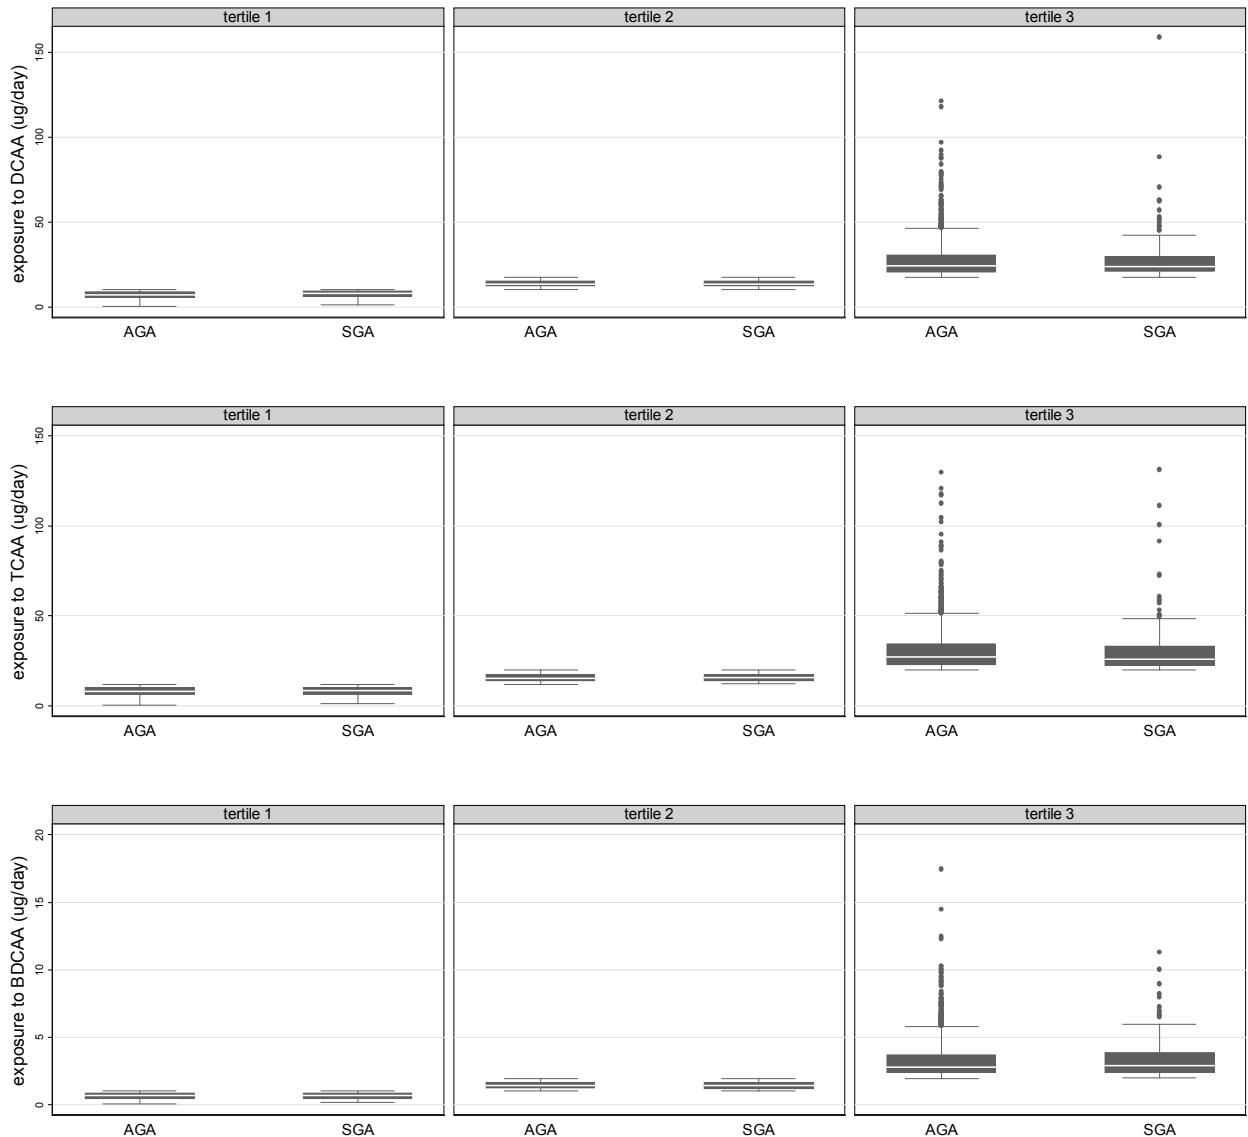 tertile 1 tertile 2 tertile 3
exposure to DCAA (ug/day)
150
100
50
0
AGA SGA AGA SGA AGA SGA
tertile 1 tertile 2 tertile 3
exposure to TCAA (ug/day)
150
100
50
0
AGA SGA AGA SGA AGA SGA
tertile 1 tertile 2 tertile 3
exposure to BDCAA (ug/day)
20
15
10
5
0
AGA SGA AGA SGA AGA SGA